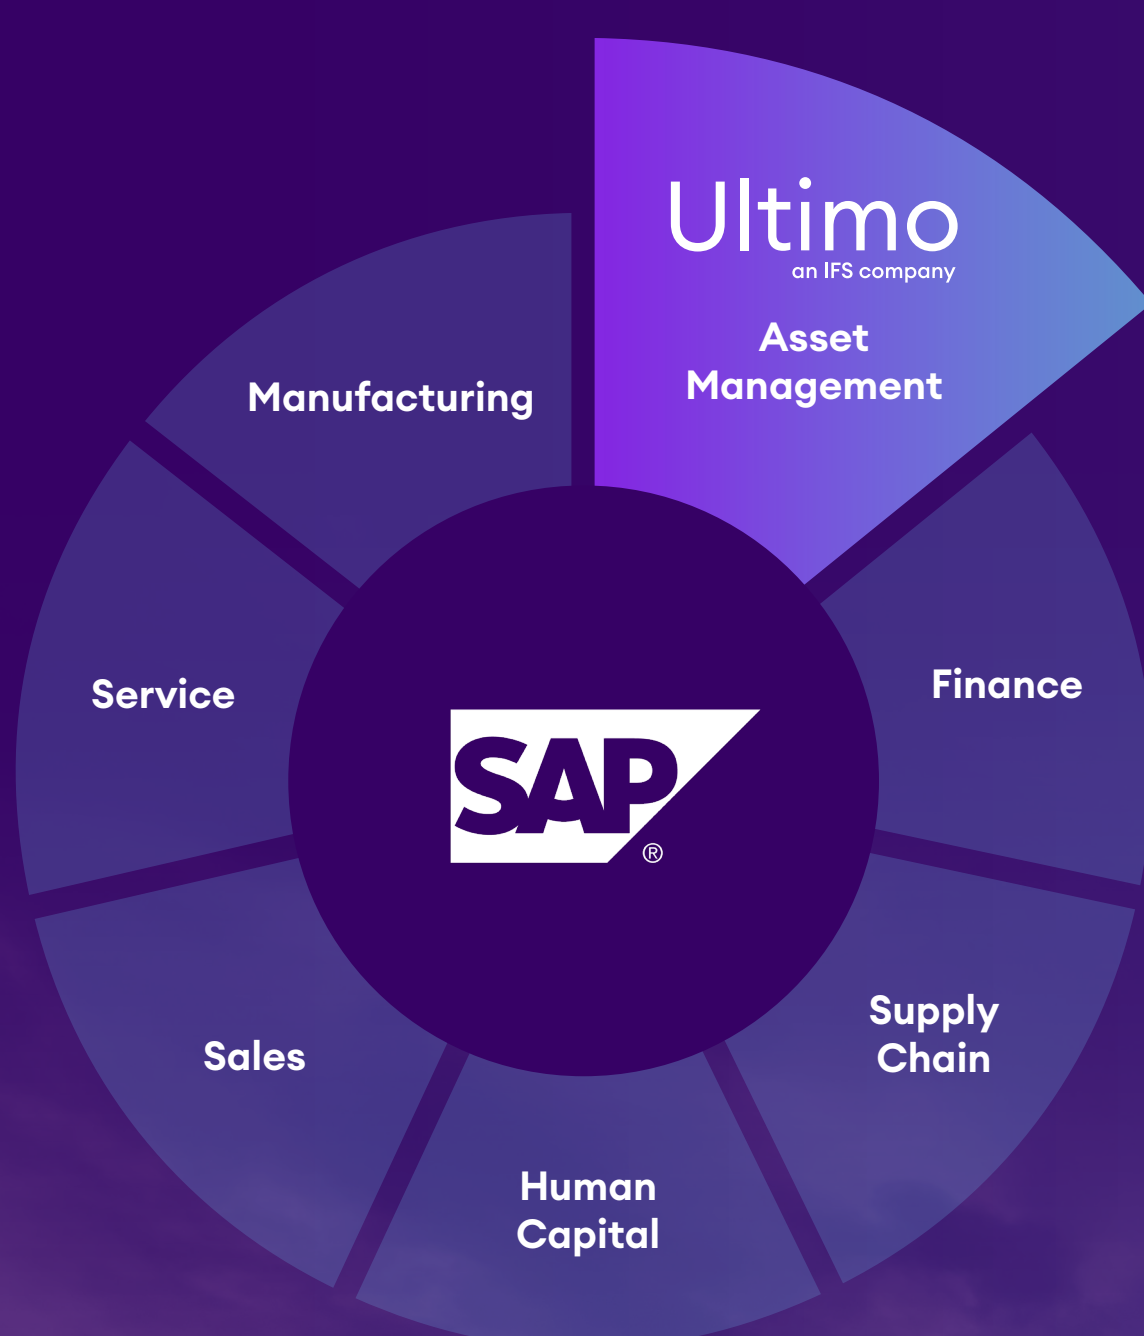 Ultimo
an IFS company
Asset
Management
Manufacturing
Finance
Service
SAP
®
Supply
Chain
Sales
Human
Capital